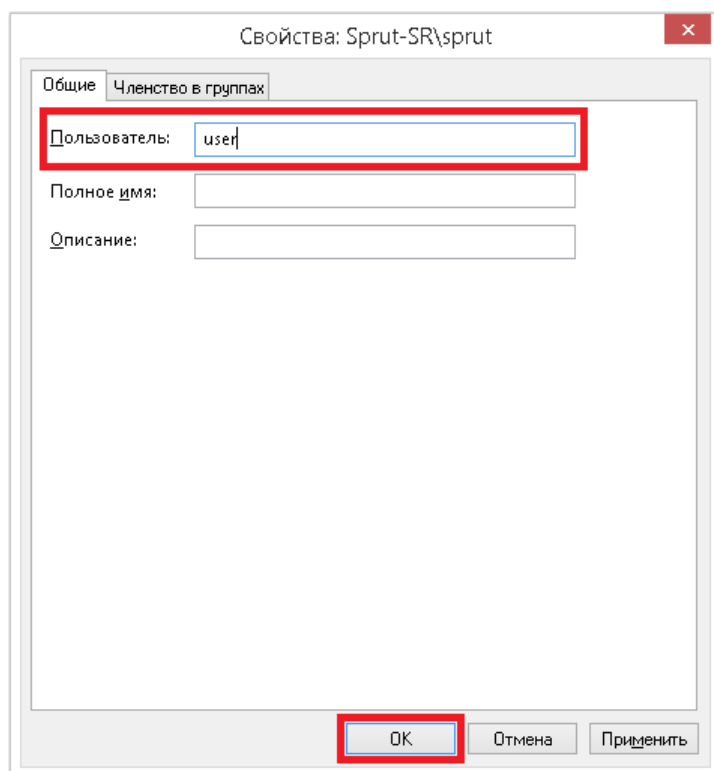 Свойства: Sprut-SR\sprut
Общие Членство в группах
Пользователь: user
Полное имя:
Описание:
OK Отмена Применить